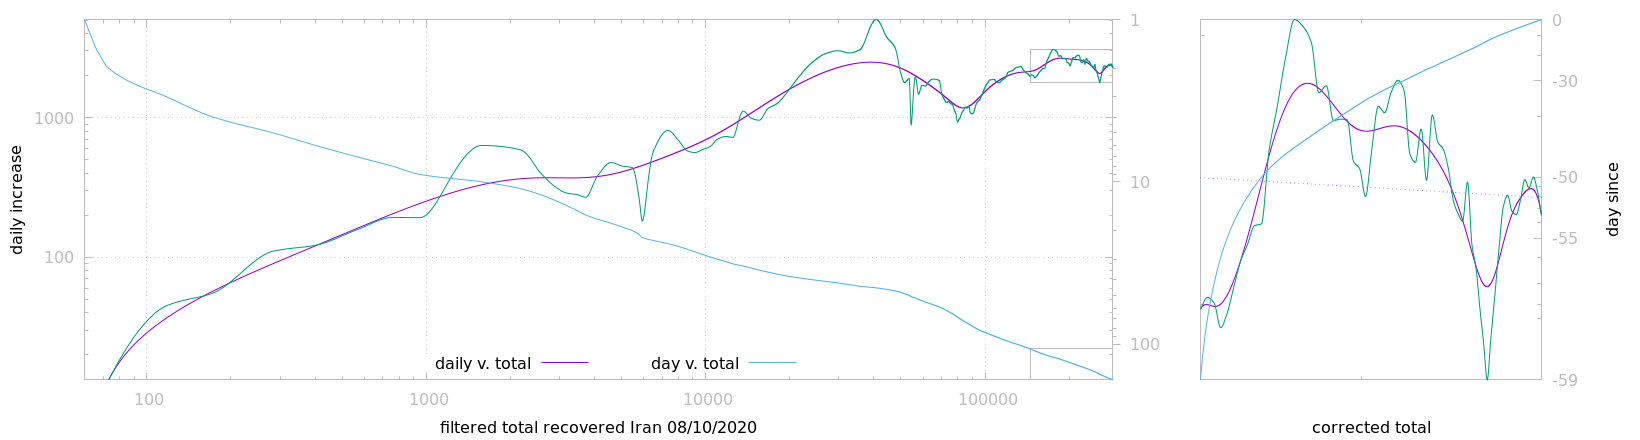 1
0
-30
1000
daily increase
10
-50
day since
-55
100
daily v. total
day v. total
100
-59
100
1000
10000
100000
filtered total recovered Iran 08/10/2020
corrected total